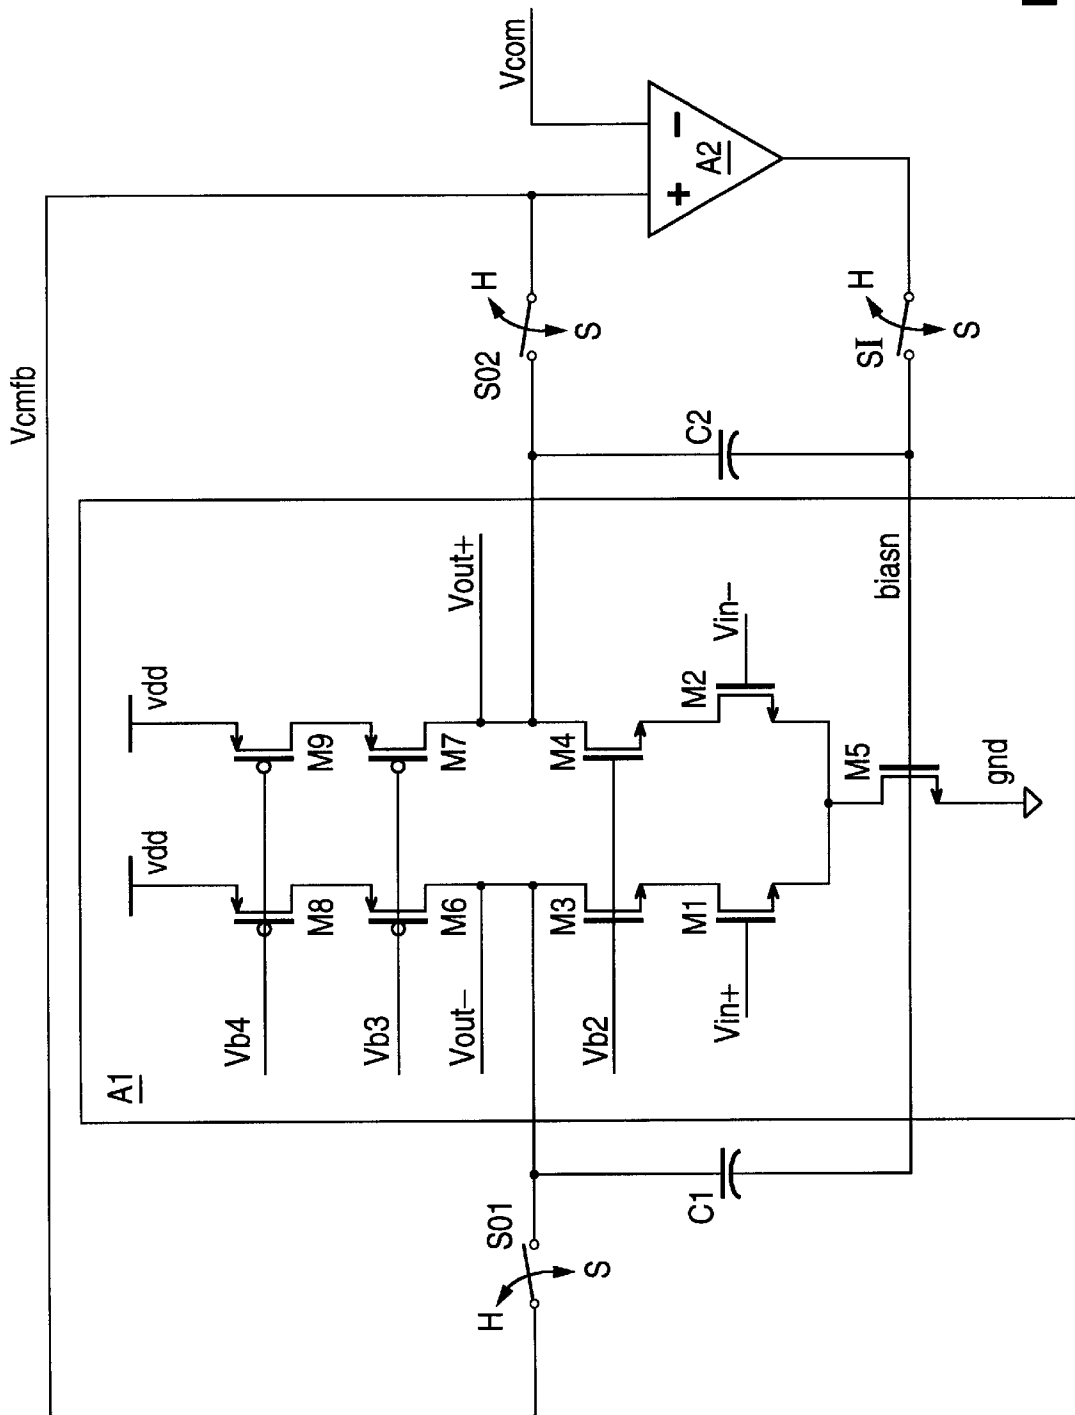 Vcmfb
Vcom
+
−
A2
H
S02
S
H
SI
S
C2
A1
vdd
vdd
Vb4
M8
M9
Vb3
M6
M7
Vout−
Vout+
Vb2
M3
M4
Vin+
M1
M2
Vin−
M5
biasn
gnd
H
S01
S
C1